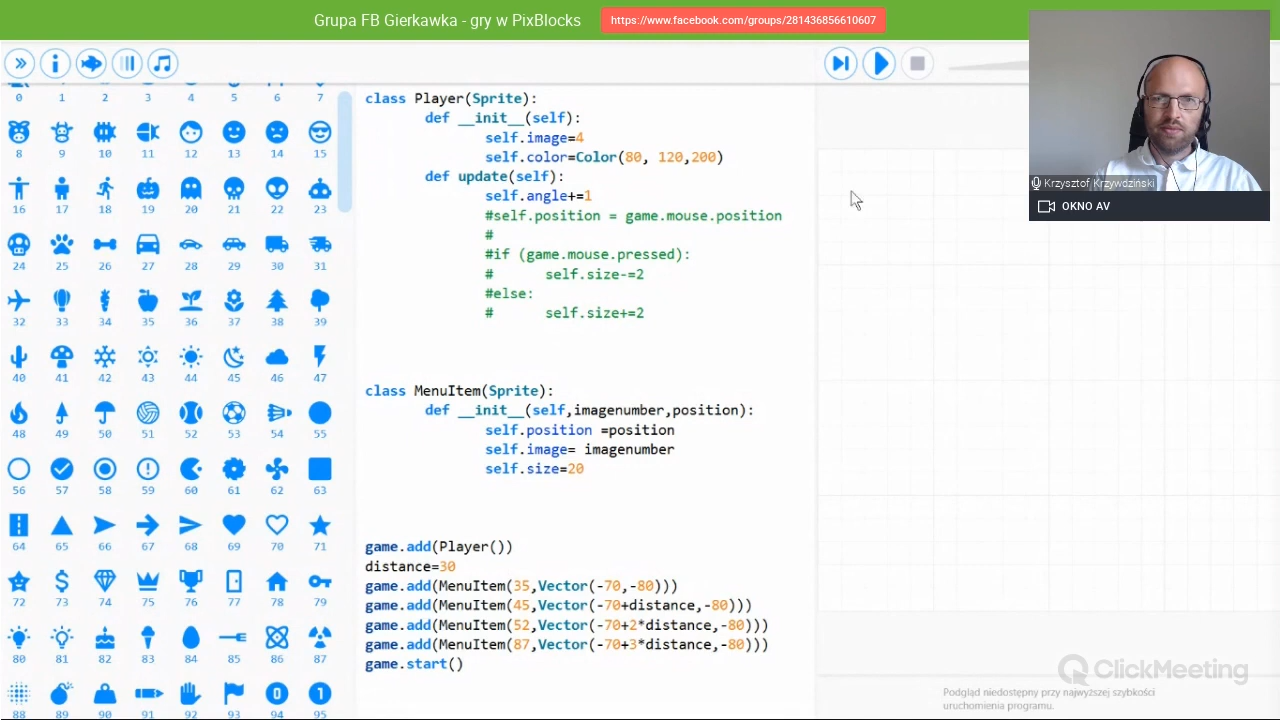 Grupa FB Gierkawka - gry w PixBlocks
https://www.facebook.com/groups/281436856610607
0 1 2 3 4 5 6 7
8 9 10 11 12 13 14 15
16 17 18 19 20 21 22 23
24 25 26 27 28 29 30 31
32 33 34 35 36 37 38 39
40 41 42 43 44 45 46 47
48 49 50 51 52 53 54 55
56 57 58 59 60 61 62 63
64 65 66 67 68 69 70 71
72 73 74 75 76 77 78 79
80 81 82 83 84 85 86 87
88 89 90 91 92 93 94 95
class Player(Sprite):
def __init__(self):
self.image=4
self.color=Color(80, 120,200)
def update(self):
self.angle+=1
#self.position = game.mouse.position
#
#if (game.mouse.pressed):
# self.size-=2
#else:
# self.size+=2
class MenuItem(Sprite):
def __init__(self,imagenumber,position):
self.position =position
self.image= imagenumber
self.size=20
game.add(Player())
distance=30
game.add(MenuItem(35,Vector(-70,-80)))
game.add(MenuItem(45,Vector(-70+distance,-80)))
game.add(MenuItem(52,Vector(-70+2*distance,-80)))
game.add(MenuItem(87,Vector(-70+3*distance,-80)))
game.start()
Krzysztof Krzywdziński
OKNO AV
ClickMeeting
Podgląd niedostępny przy najwyższej szybkości
uruchomienia programu.